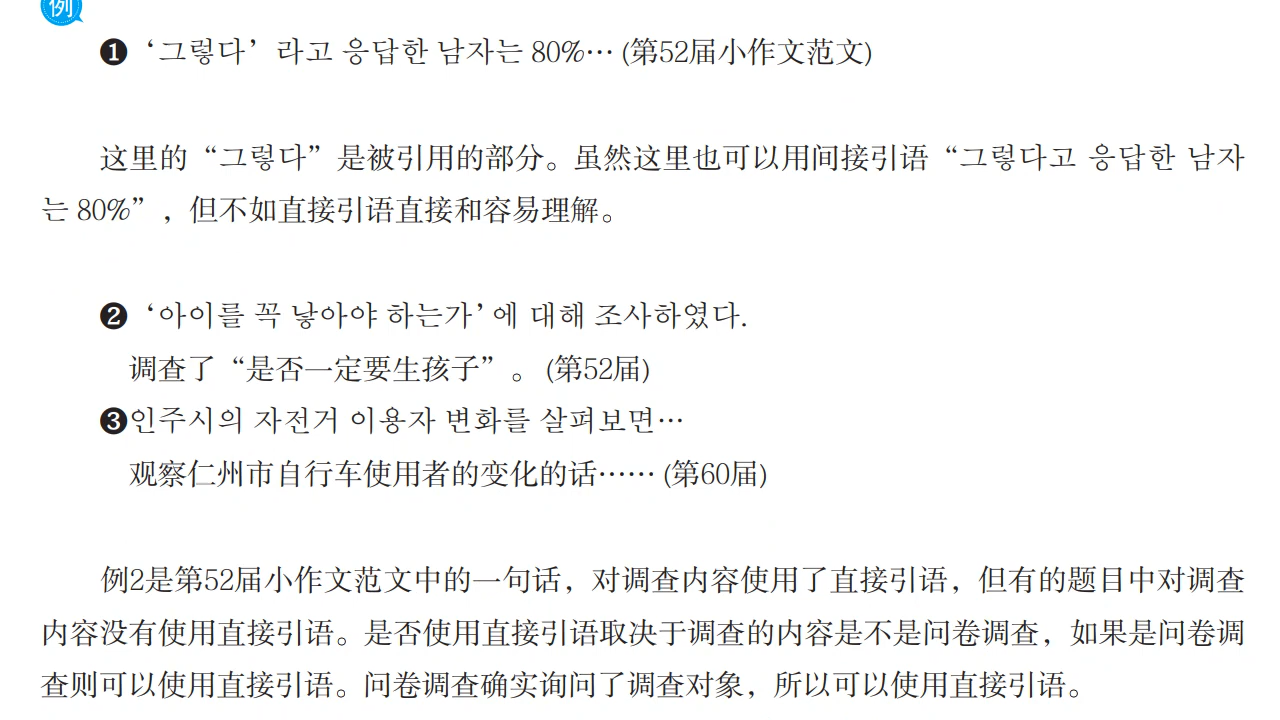 例
❶ ‘그렇다’ 라고 응답한 남자는 80%… (第52届小作文范文)
这里的“그렇다”是被引用的部分。虽然这里也可以用间接引语“그렇다고 응답한 남자
는 80%”，但不如直接引语直接和容易理解。
❷ ‘아이를 꼭 낳아야 하는가’에 대해 조사하였다.
调查了“是否一定要生孩子”。(第52届)
❸인주시의 자전거 이용자 변화를 살펴보면…
观察仁州市自行车使用者的变化的话…… (第60届)
例2是第52届小作文范文中的一句话，对调查内容使用了直接引语，但有的题目中对调查
内容没有使用直接引语。是否使用直接引语取决于调查的内容是不是问卷调查，如果是问卷调
查则可以使用直接引语。问卷调查确实询问了调查对象，所以可以使用直接引语。